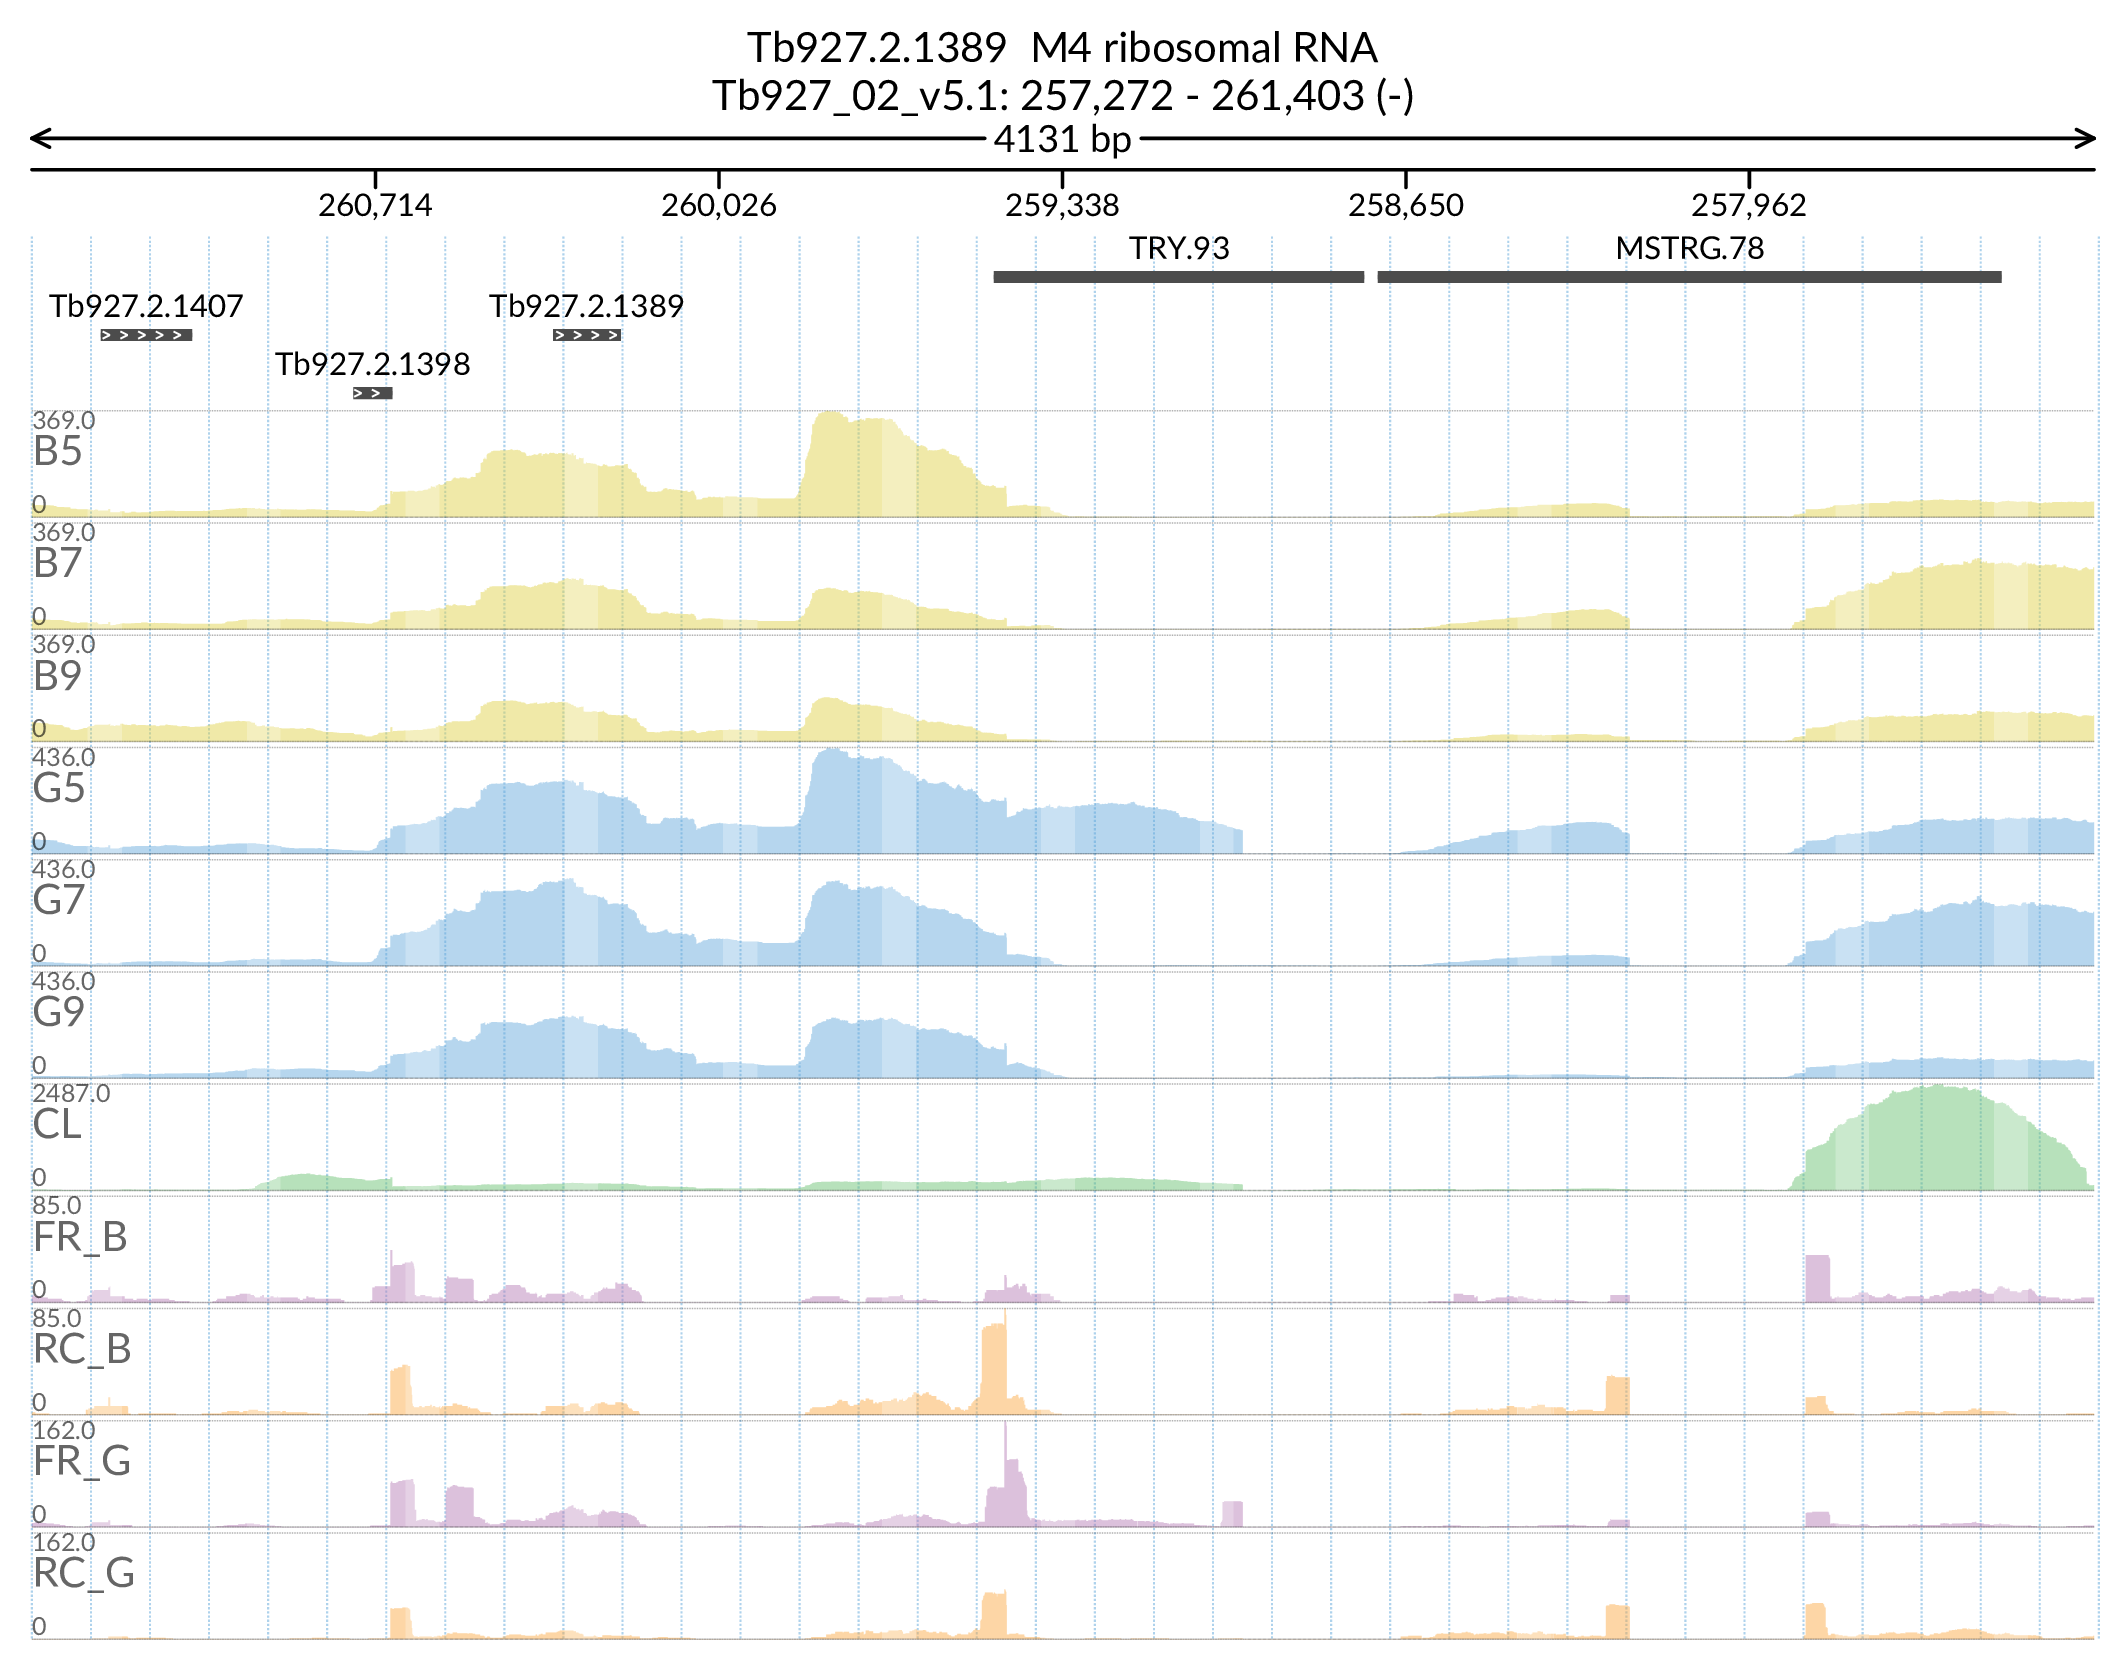 Tb927.2.1389  M4 ribosomal RNA
Tb927_02_v5.1: 257,272 - 261,403 (-)
4131 bp
260,714 260,026 259,338 258,650 257,962
TRY.93 MSTRG.78
Tb927.2.1407 Tb927.2.1389
Tb927.2.1398
369.0
B5
0
369.0
B7
0
369.0
B9
0
436.0
G5
0
436.0
G7
0
436.0
G9
0
2487.0
CL
0
85.0
FR_B
0
85.0
RC_B
0
162.0
FR_G
0
162.0
RC_G
0